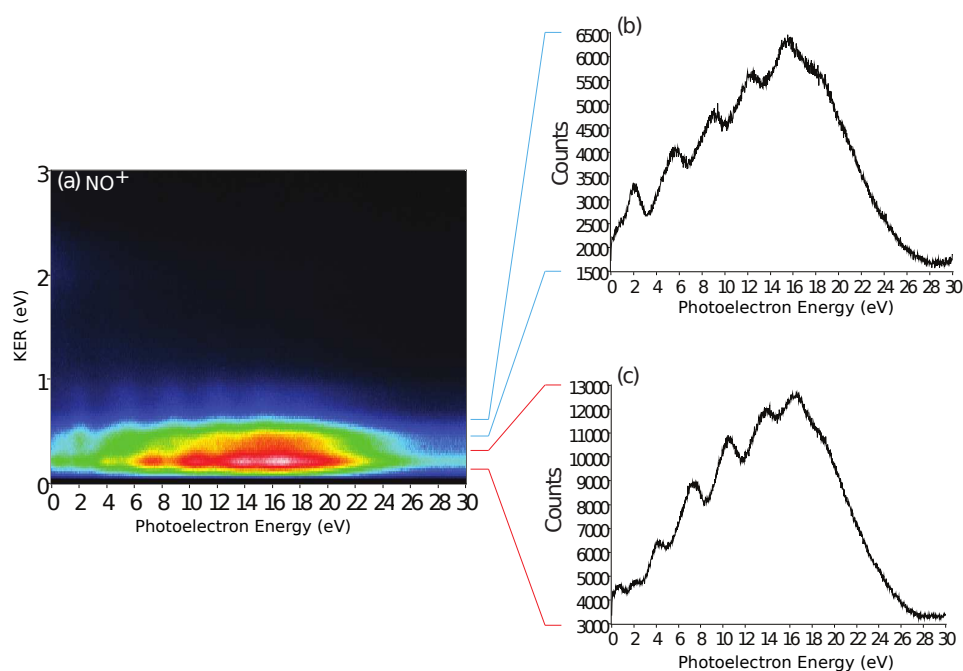 (a) NO+
3
2
1
0
KER (eV)
0 2 4 6 8 10 12 14 16 18 20 22 24 26 28 30
Photoelectron Energy (eV)
(b)
6500
6000
5500
5000
4500
4000
3500
3000
2500
2000
1500
Counts
0 2 4 6 8 10 12 14 16 18 20 22 24 26 28 30
Photoelectron Energy (eV)
(c)
13000
12000
11000
10000
9000
8000
7000
6000
5000
4000
3000
Counts
0 2 4 6 8 10 12 14 16 18 20 22 24 26 28 30
Photoelectron Energy (eV)